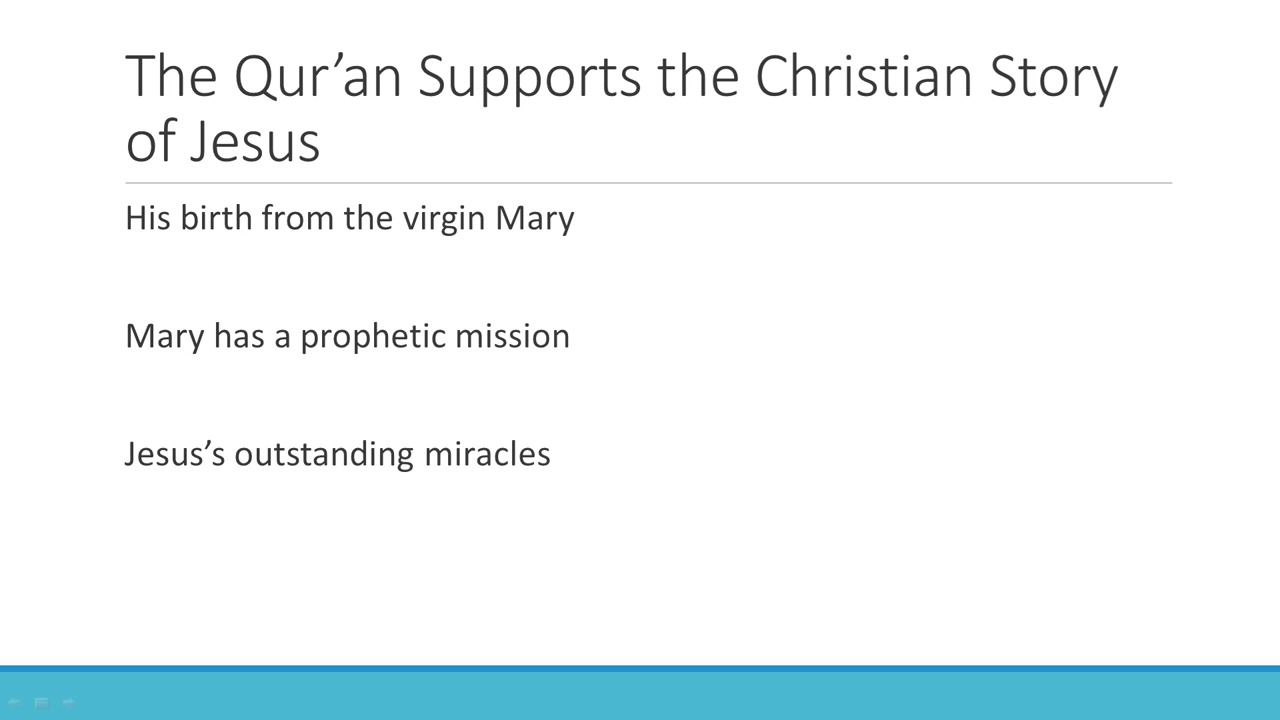 The Qur’an Supports the Christian Story
of Jesus
His birth from the virgin Mary
Mary has a prophetic mission
Jesus’s outstanding miracles